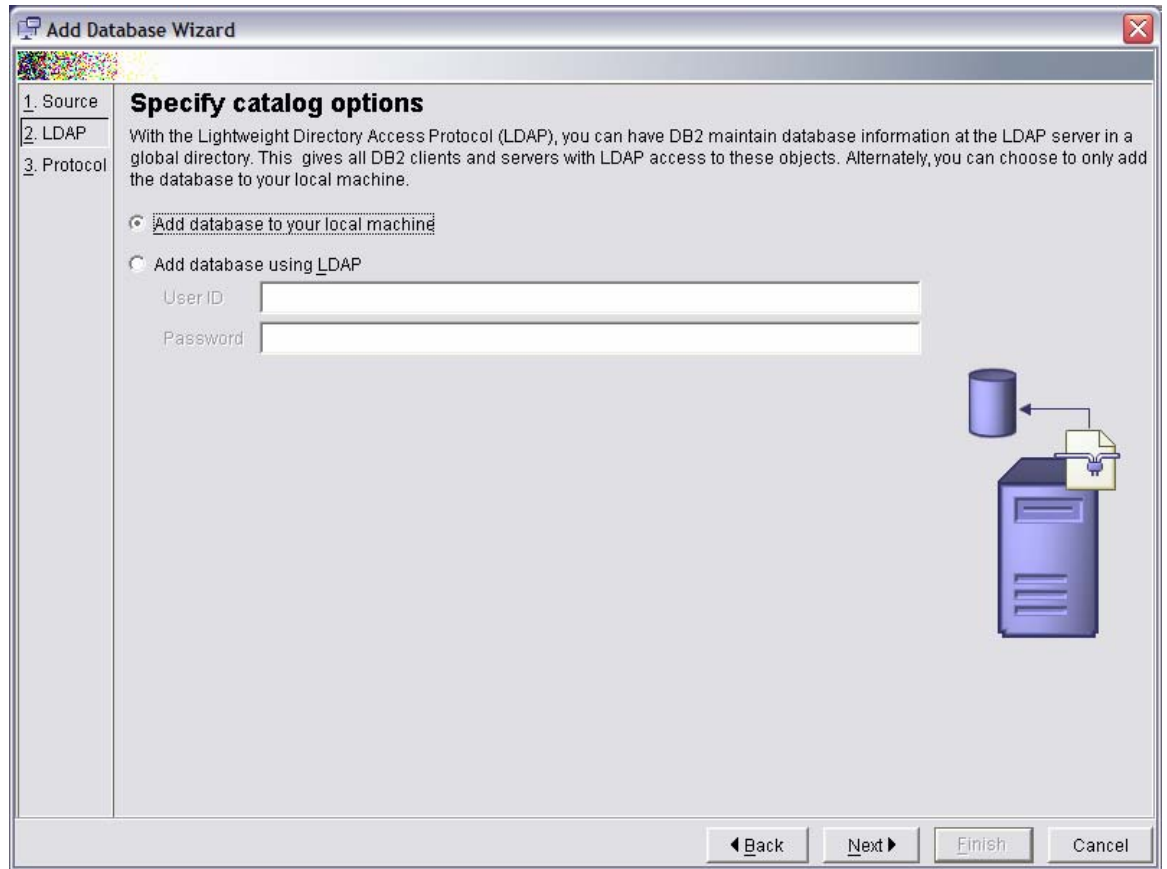 Add Database Wizard
1. Source
2. LDAP
3. Protocol
Specify catalog options
With the Lightweight Directory Access Protocol (LDAP), you can have DB2 maintain database information at the LDAP server in a
global directory. This gives all DB2 clients and servers with LDAP access to these objects. Alternately, you can choose to only add
the database to your local machine.
Add database to your local machine
Add database using LDAP
User ID
Password
Back
Next
Finish
Cancel